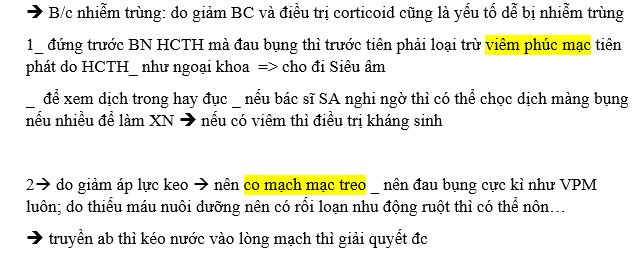 ➔ B/c nhiễm trùng: do giảm BC và điều trị corticoid cũng là yếu tố dễ bị nhiễm trùng
1_ đứng trước BN HCTH mà đau bụng thì trước tiên phải loại trừ viêm phúc mạc tiên
phát do HCTH_ như ngoại khoa => cho đi Siêu âm
_ để xem dịch trong hay đục _ nếu bác sĩ SA nghi ngờ thì có thể chọc dịch màng bụng
nếu nhiều để làm XN ➔ nếu có viêm thì điều trị kháng sinh
2➔ do giảm áp lực keo ➔ nên co mạch mạc treo _ nên đau bụng cực kì như VPM
luôn; do thiếu máu nuôi dưỡng nên có rối loạn nhu động ruột thì có thể nôn…
➔ truyền ab thì kéo nước vào lòng mạch thì giải quyết đc